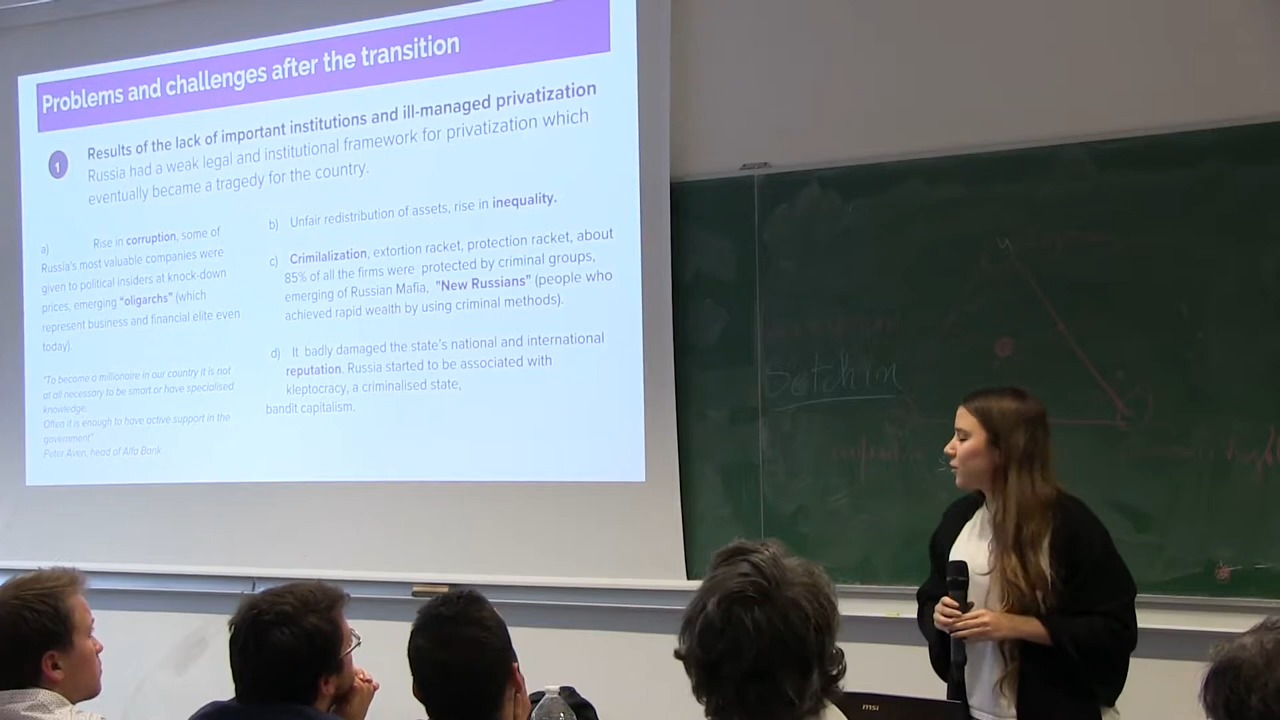 Problems and challenges after the transition
1
Results of the lack of important institutions and ill-managed privatization
Russia had a weak legal and institutional framework for privatization which
eventually became a tragedy for the country.
a) Rise in corruption, some of
Russia's most valuable companies were
given to political insiders at knock-down
prices, emerging "oligarchs" (which
represent business and financial elite even
today).
"To become a millionaire in our country it is not
at all necessary to be smart or have specialised
knowledge.
Often it is enough to have active support in the
government"
Peter Aven, head of Alfa Bank
b) Unfair redistribution of assets, rise in inequality.
c) Crimilalization, extortion racket, protection racket, about
85% of all the firms were protected by criminal groups,
emerging of Russian Mafia, "New Russians" (people who
achieved rapid wealth by using criminal methods).
d) It badly damaged the state's national and international
reputation. Russia started to be associated with
kleptocracy, a criminalised state,
bandit capitalism.
msi